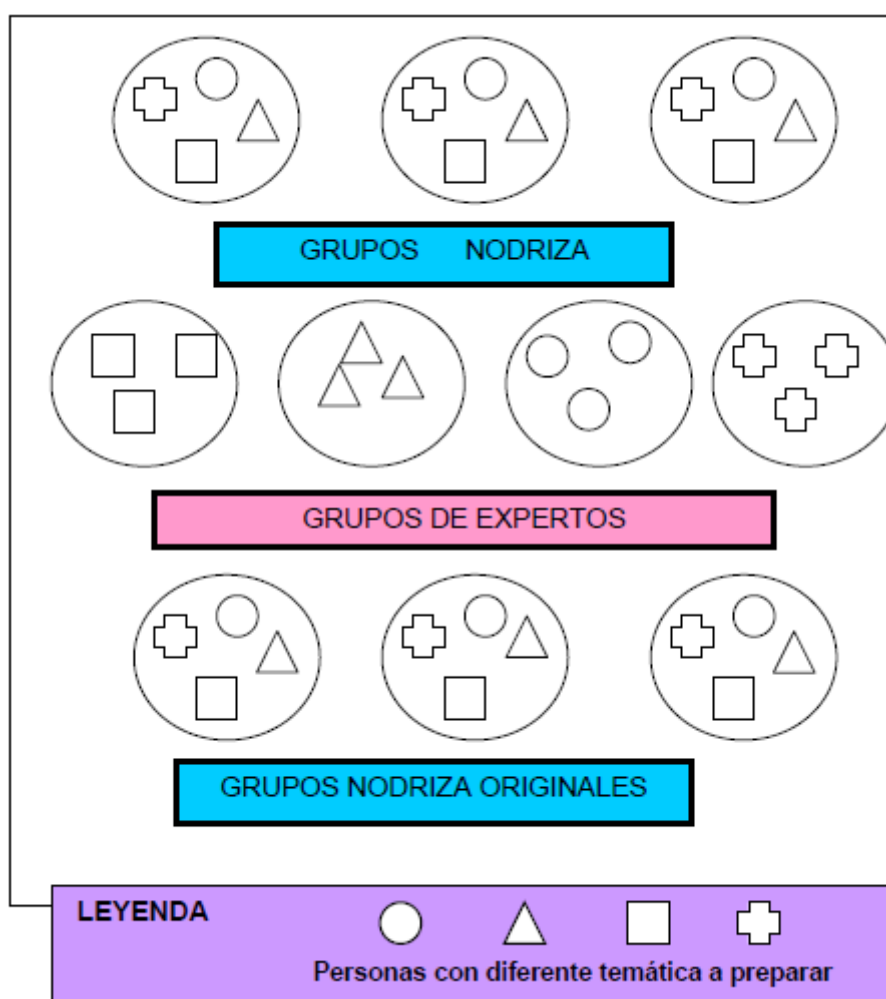 GRUPOS NODRIZA
GRUPOS DE EXPERTOS
GRUPOS NODRIZA ORIGINALES
LEYENDA
Personas con diferente temática a preparar